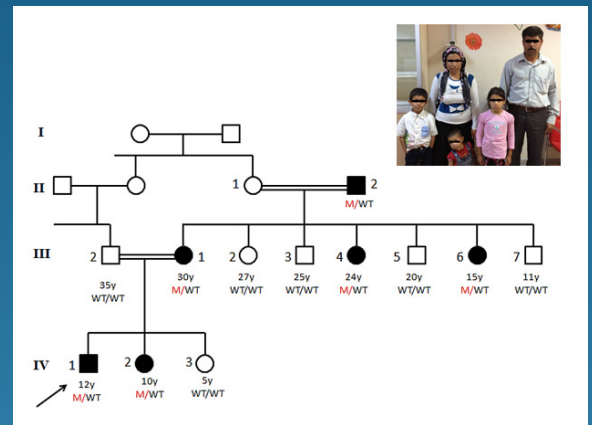 I
II 1 2
M/WT
III 2 1 2 3 4 5 6 7
30y 27y 25y 24y 20y 15y 11y
35y M/WT WT/WT WT/WT M/WT WT/WT M/WT WT/WT
WT/WT
IV 1 2 3
12y 10y 5y
M/WT M/WT WT/WT